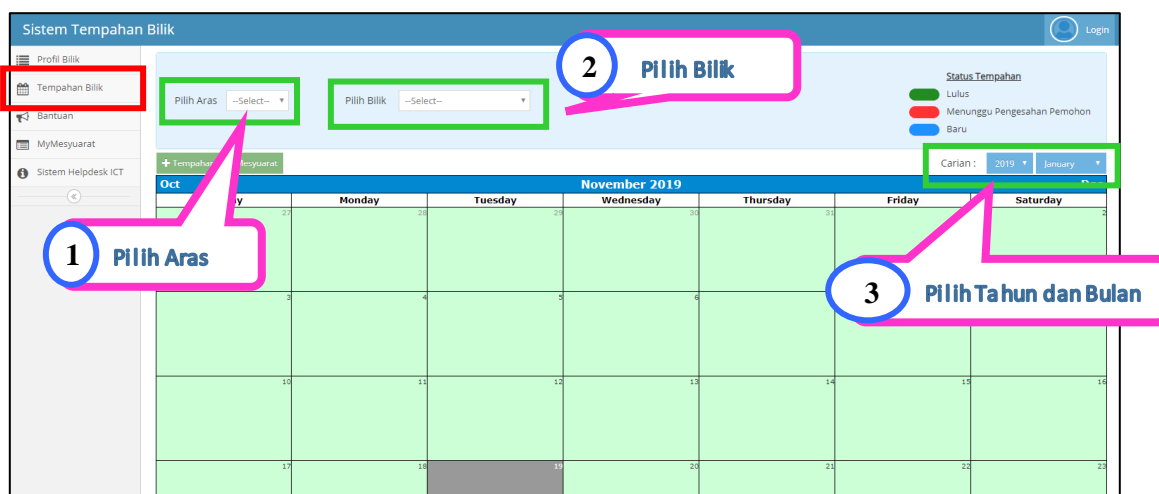 Sistem Tempahan Bilik
Login
Profil Bilik
Tempahan Bilik
Bantuan
MyMesyuarat
Sistem Helpdesk ICT
2 Pilih Bilik
Pilih Aras --Select-- Pilih Bilik --Select--
Status Tempahan
Lulus
Menunggu Pengesahan Pemohon
Baru
+ Tempahan Mesyuarat
Carian : 2019 January
Oct November 2019
Monday Tuesday Wednesday Thursday Friday Saturday
27 28 29 30 31 2
1 Pilih Aras
3 Pilih Tahun dan Bulan
3 4 5 6
10 11 12 13 14 15 16
17 18 19 20 21 22 23